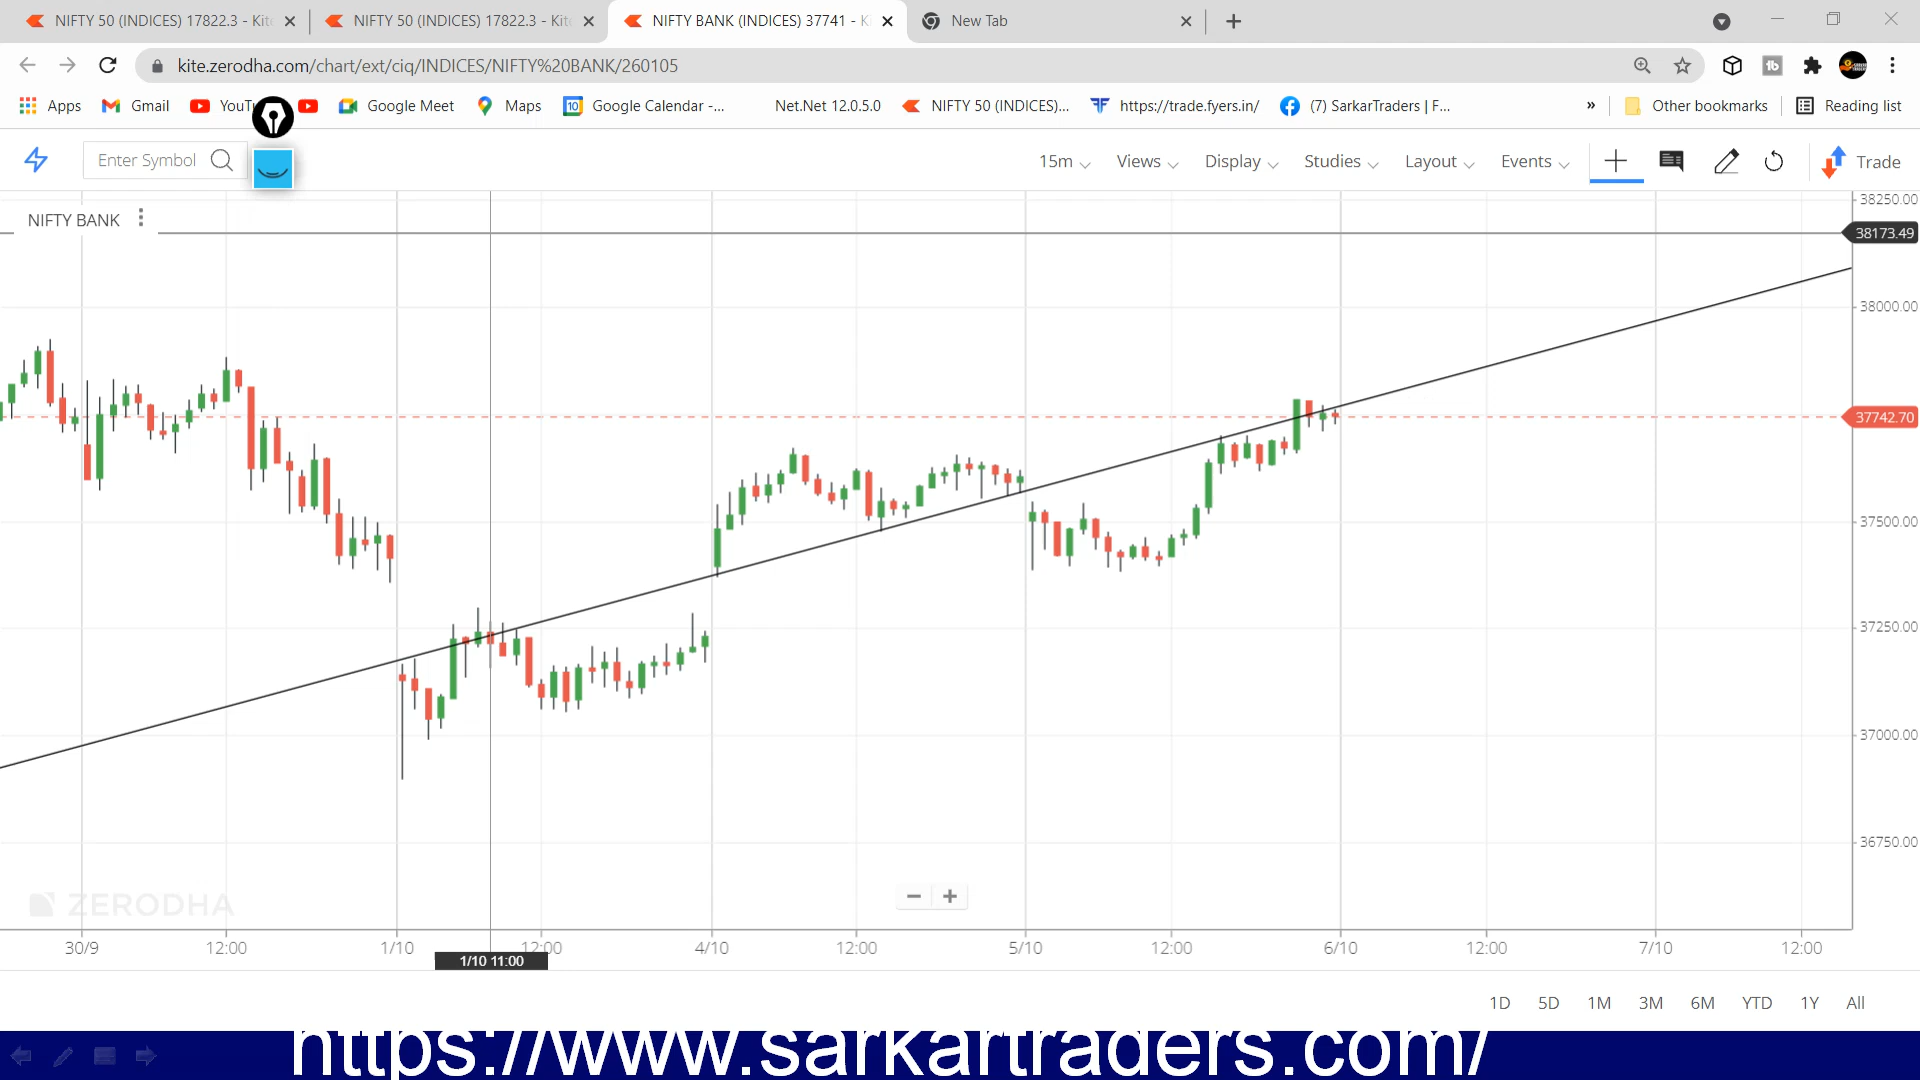 NIFTY 50 (INDICES) 17822.3 - Kite
NIFTY 50 (INDICES) 17822.3 - Kite
NIFTY BANK (INDICES) 37741 - K
New Tab
kite.zerodha.com/chart/ext/ciq/INDICES/NIFTY%20BANK/260105
Apps Gmail YouTu Google Meet Maps 10 Google Calendar -... Net.Net 12.0.5.0 NIFTY 50 (INDICES)... https://trade.fyers.in/ (7) SarkarTraders | F... » Other bookmarks Reading list
Enter Symbol 15m Views Display Studies Layout Events Trade
NIFTY BANK
38250.00
38173.49
38000.00
37742.70
37500.00
37250.00
37000.00
36750.00
ZERODHA
30/9 12:00 1/10 12:00 4/10 12:00 5/10 12:00 6/10 12:00 7/10 12:00
1/10 11:00
1D 5D 1M 3M 6M YTD 1Y All
https://www.sarkartraders.com/